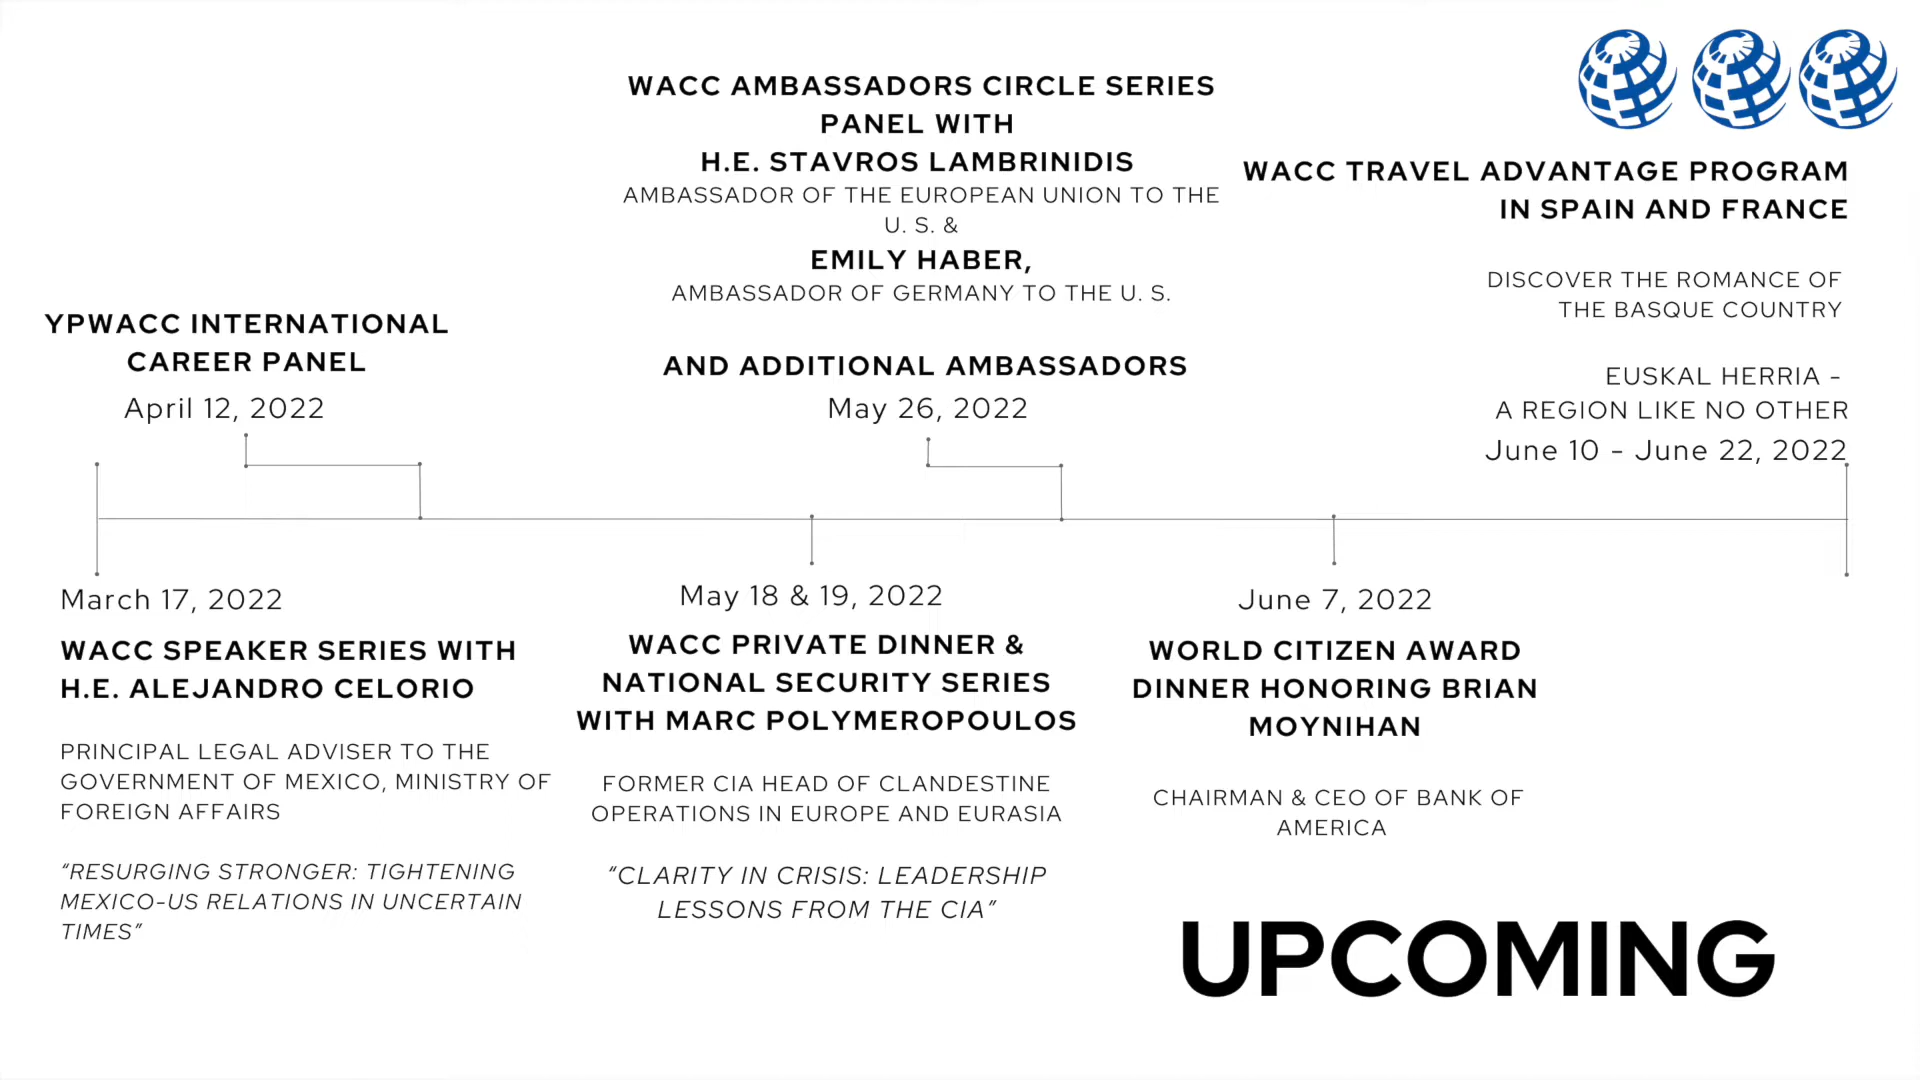 WACC AMBASSADORS CIRCLE SERIES
PANEL WITH
H.E. STAVROS LAMBRINIDIS
AMBASSADOR OF THE EUROPEAN UNION TO THE
U. S. &
EMILY HABER,
AMBASSADOR OF GERMANY TO THE U. S.
AND ADDITIONAL AMBASSADORS
May 26, 2022
WACC TRAVEL ADVANTAGE PROGRAM
IN SPAIN AND FRANCE
DISCOVER THE ROMANCE OF
THE BASQUE COUNTRY
EUSKAL HERRIA -
A REGION LIKE NO OTHER
June 10 - June 22, 2022
YPWACC INTERNATIONAL
CAREER PANEL
April 12, 2022
March 17, 2022
WACC SPEAKER SERIES WITH
H.E. ALEJANDRO CELORIO
PRINCIPAL LEGAL ADVISER TO THE
GOVERNMENT OF MEXICO, MINISTRY OF
FOREIGN AFFAIRS
“RESURGING STRONGER: TIGHTENING
MEXICO-US RELATIONS IN UNCERTAIN
TIMES”
May 18 & 19, 2022
WACC PRIVATE DINNER &
NATIONAL SECURITY SERIES
WITH MARC POLYMEROPOULOS
FORMER CIA HEAD OF CLANDESTINE
OPERATIONS IN EUROPE AND EURASIA
“CLARITY IN CRISIS: LEADERSHIP
LESSONS FROM THE CIA”
June 7, 2022
WORLD CITIZEN AWARD
DINNER HONORING BRIAN
MOYNIHAN
CHAIRMAN & CEO OF BANK OF
AMERICA
UPCOMING